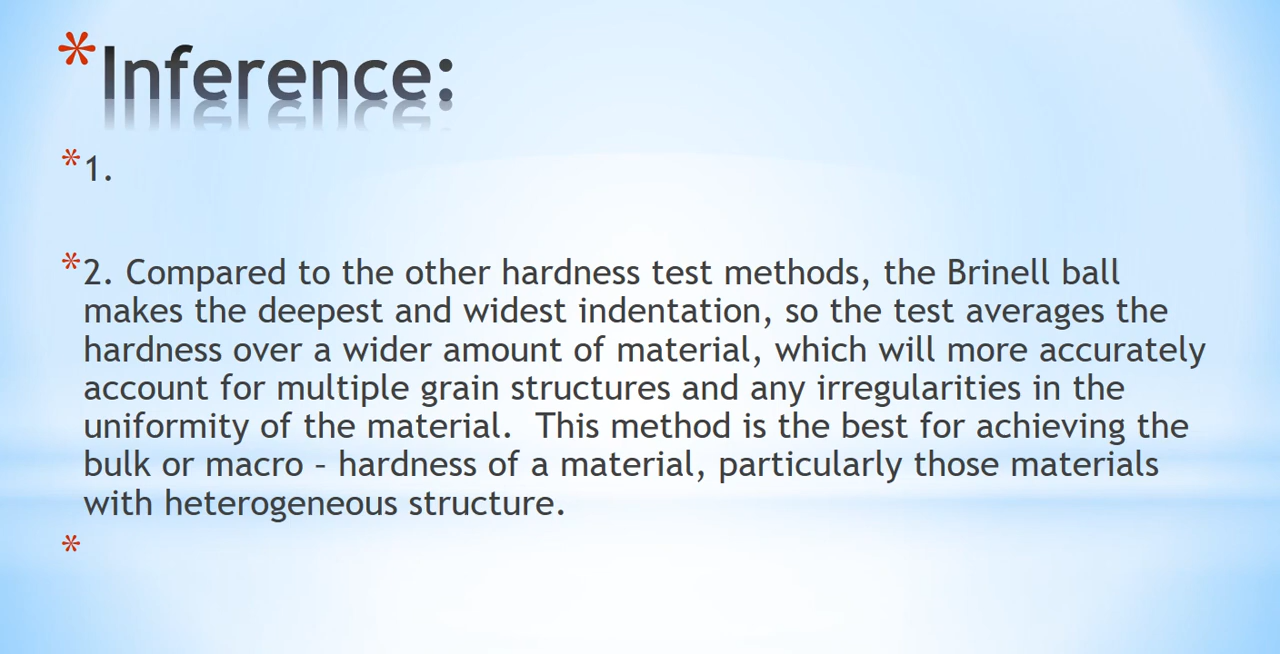 *Inference:
*1.
*2. Compared to the other hardness test methods, the Brinell ball
makes the deepest and widest indentation, so the test averages the
hardness over a wider amount of material, which will more accurately
account for multiple grain structures and any irregularities in the
uniformity of the material.  This method is the best for achieving the
bulk or macro – hardness of a material, particularly those materials
with heterogeneous structure.
*